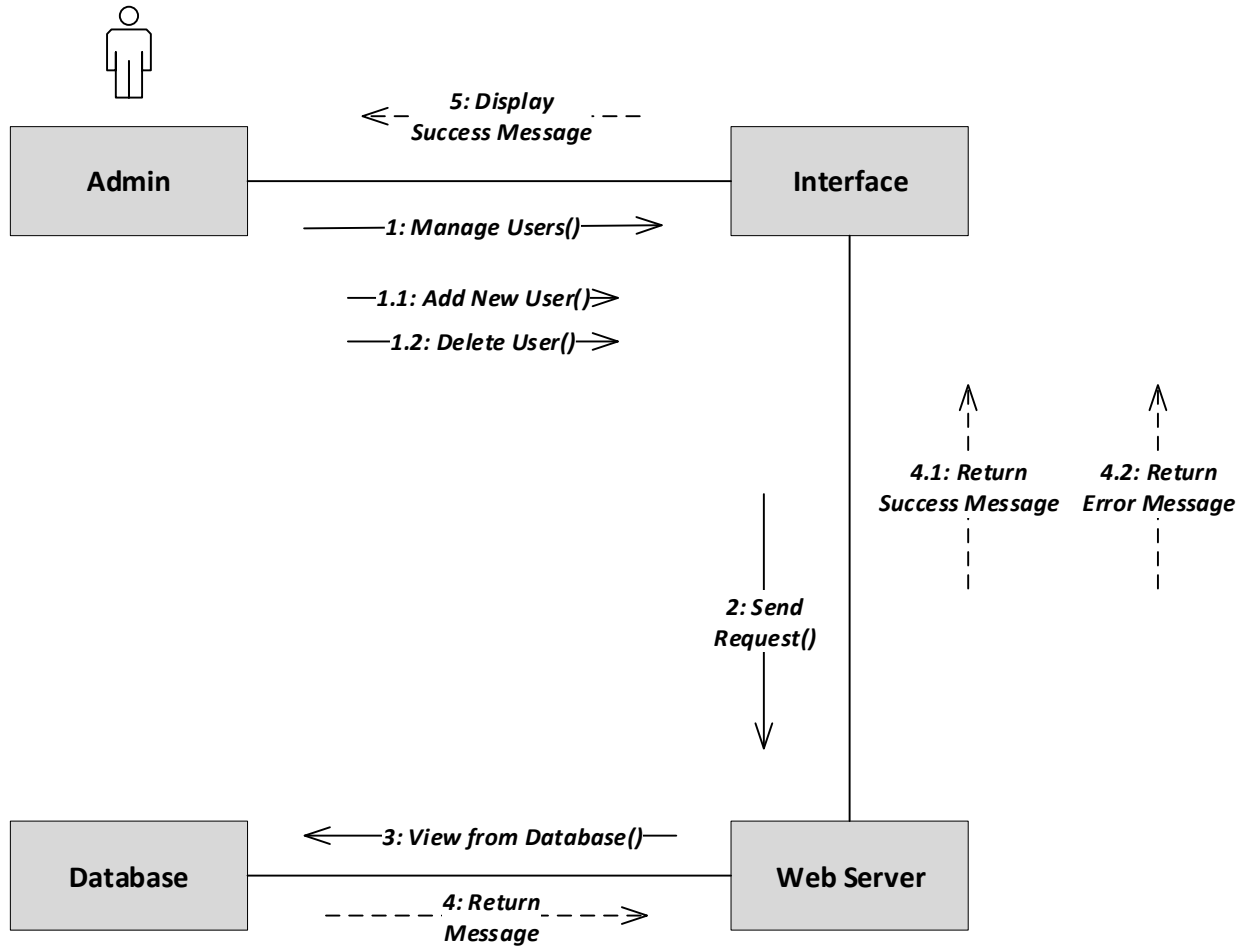 5: Display
Success Message
Admin
Interface
1: Manage Users()
1.1: Add New User()
1.2: Delete User()
4.1: Return
Success Message
4.2: Return
Error Message
2: Send
Request()
3: View from Database()
Database
Web Server
4: Return
Message